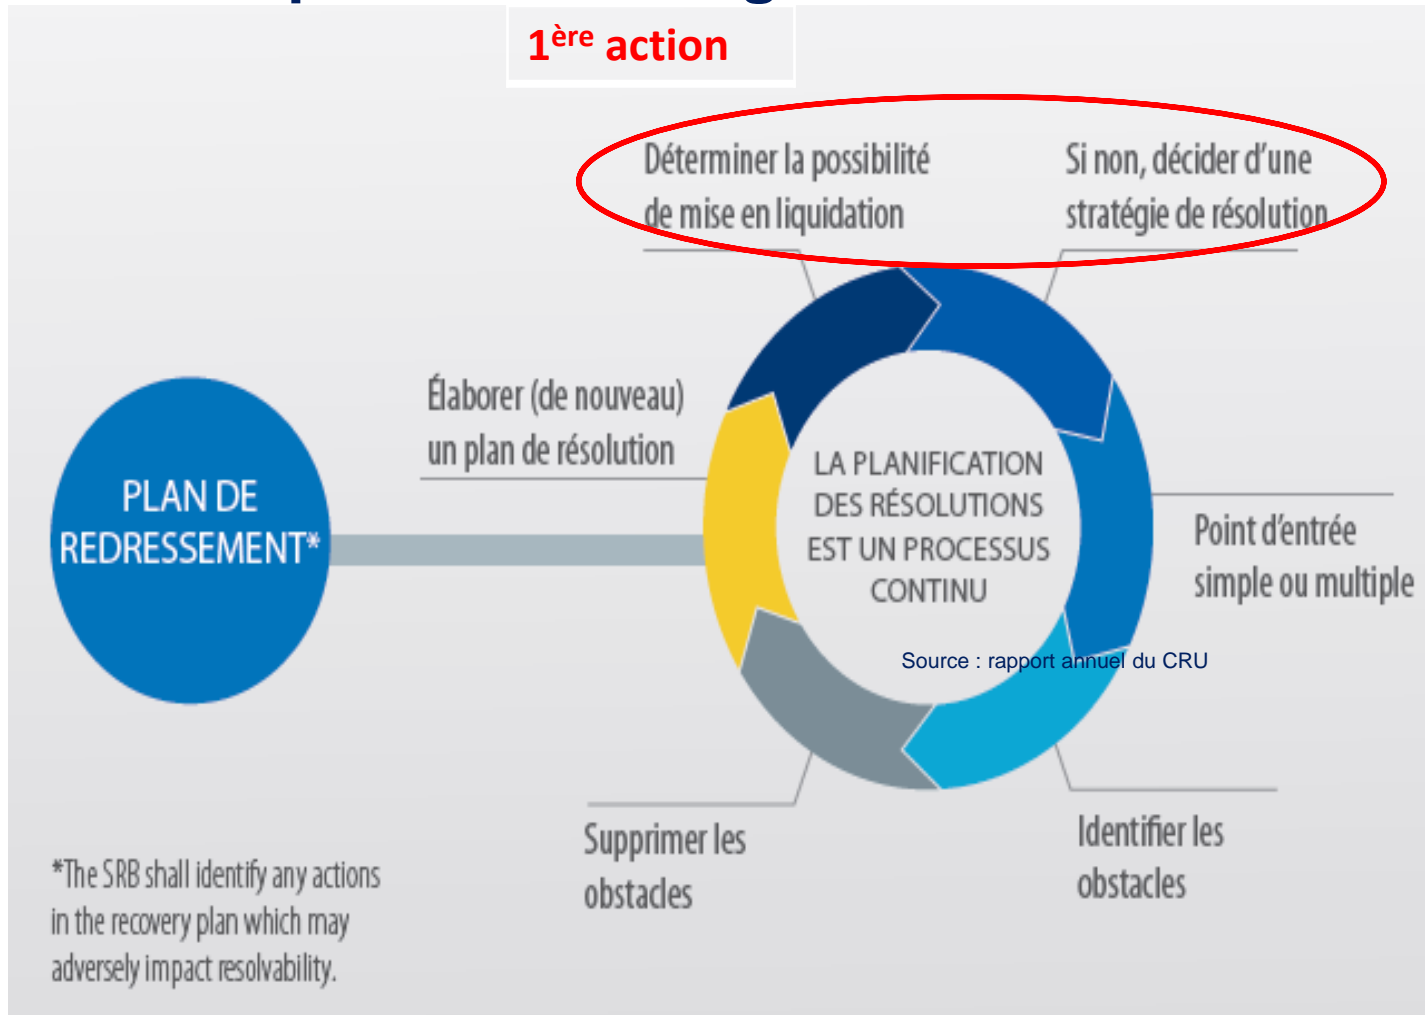 1ère action
Déterminer la possibilité
de mise en liquidation
Si non, décider d’une
stratégie de résolution
Élaborer (de nouveau)
un plan de résolution
PLAN DE
REDRESSEMENT*
LA PLANIFICATION
DES RÉSOLUTIONS
EST UN PROCESSUS
CONTINU
Point d’entrée
simple ou multiple
Source : rapport annuel du CRU
Supprimer les
obstacles
Identifier les
obstacles
*The SRB shall identify any actions
in the recovery plan which may
adversely impact resolvability.